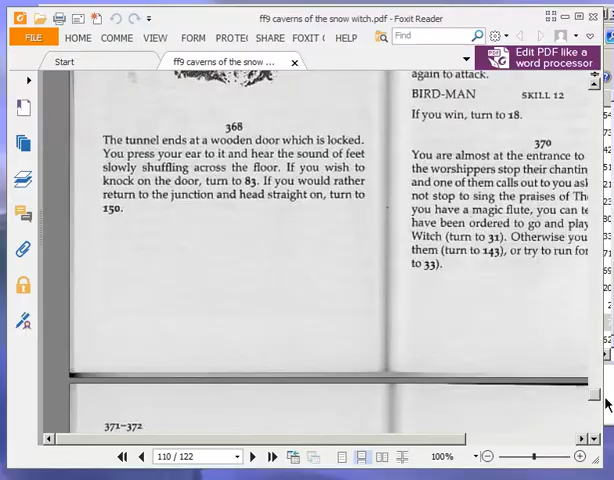 ff9 caverns of the snow witch.pdf - Foxit Reader
FILE HOME COMME VIEW FORM PROTE SHARE FOXIT C HELP Find
Start ff9 caverns of the snow ... Edit PDF like a
word processor
368
The tunnel ends at a wooden door which is locked.
You press your ear to it and hear the sound of feet
slowly shuffling across the floor. If you wish to
knock on the door, turn to 83. If you would rather
return to the junction and head straight on, turn to
150.
again to attack.
BIRD-MAN SKILL 12
If you win, turn to 18.
370
You are almost at the entrance to
the worshippers stop their chantin
and one of them calls out to you ask
not stop to sing the praises of Th
you have a magic flute, you can te
have been ordered to go and play
Witch (turn to 31). Otherwise you
them (turn to 143), or try to run for
to 33).
371–372
110 / 122 100%